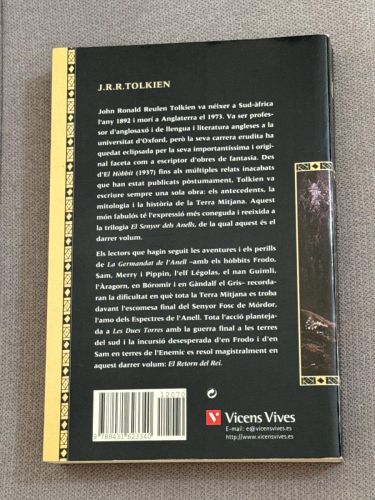 J.R.R.TOLKIEN
John Ronald Reulen Tolkien va néixer a Sud-àfrica
l'any 1892 i morí a Anglaterra el 1973. Va ser profes-
sor d'anglosaxó i de llengua i literatura angleses a la
universitat d'Oxford, però la seva carrera erudita ha
quedat eclipsada per la seva importantíssima i origi-
nal faceta com a escriptor d'obres de fantasia. Des
d'El Hòbbit (1937) fins als múltiples relats inacabats
que han estat publicats pòstumament, Tolkien va
escriure sempre una sola obra: els antecedents, la
mitologia i la història de la Terra Mitjana. Aquest
món fabulós té l'expressió més coneguda i reeixida a
la trilogia El Senyor dels Anells, de la qual aquest és el
darrer volum.
Els lectors que hagin seguit les aventures i els perills
de La Germandat de l'Anell –amb els hòbbits Frodo,
Sam, Merry i Pippin, l'elf Légolas, el nan Guimli,
l'Àragorn, en Bóromir i en Gàndalf el Gris– recorda-
ran la dificultat en què tota la Terra Mitjana es troba
davant l'escomesa final del Senyor Fosc de Mórdor,
l'amo dels Espectres de l'Anell. Tota l'acció planteja-
da a Les Dues Torres amb la guerra final a les terres
del sud i la incursió desesperada d'en Frodo i d'en
Sam en terres de l'Enemic es resol magistralment en
aquest darrer volum: El Retorn del Rei.
12070
9 788431 623340
Vicens Vives
E-mail: e@vicensvives.es
http://www.vicensvives.es